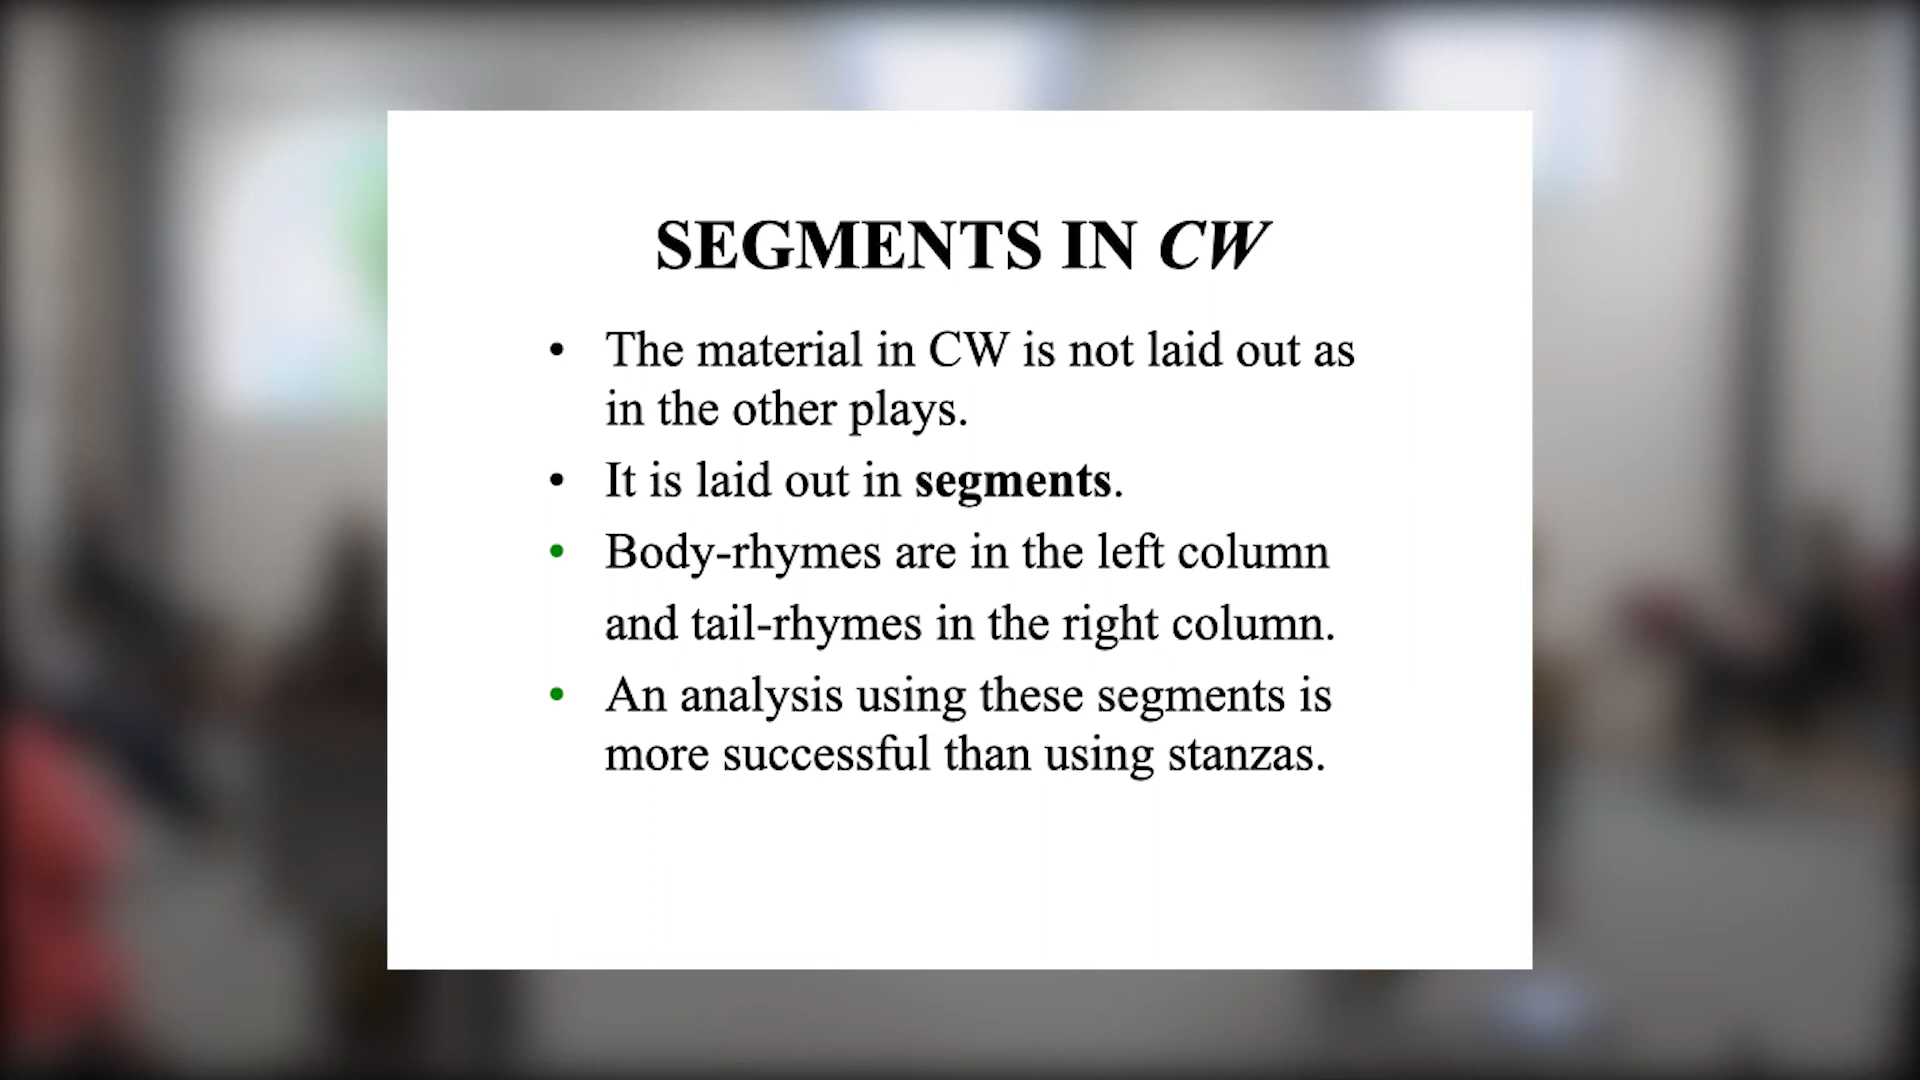 SEGMENTS IN CW
• The material in CW is not laid out as
in the other plays.
• It is laid out in segments.
• Body-rhymes are in the left column
and tail-rhymes in the right column.
• An analysis using these segments is
more successful than using stanzas.